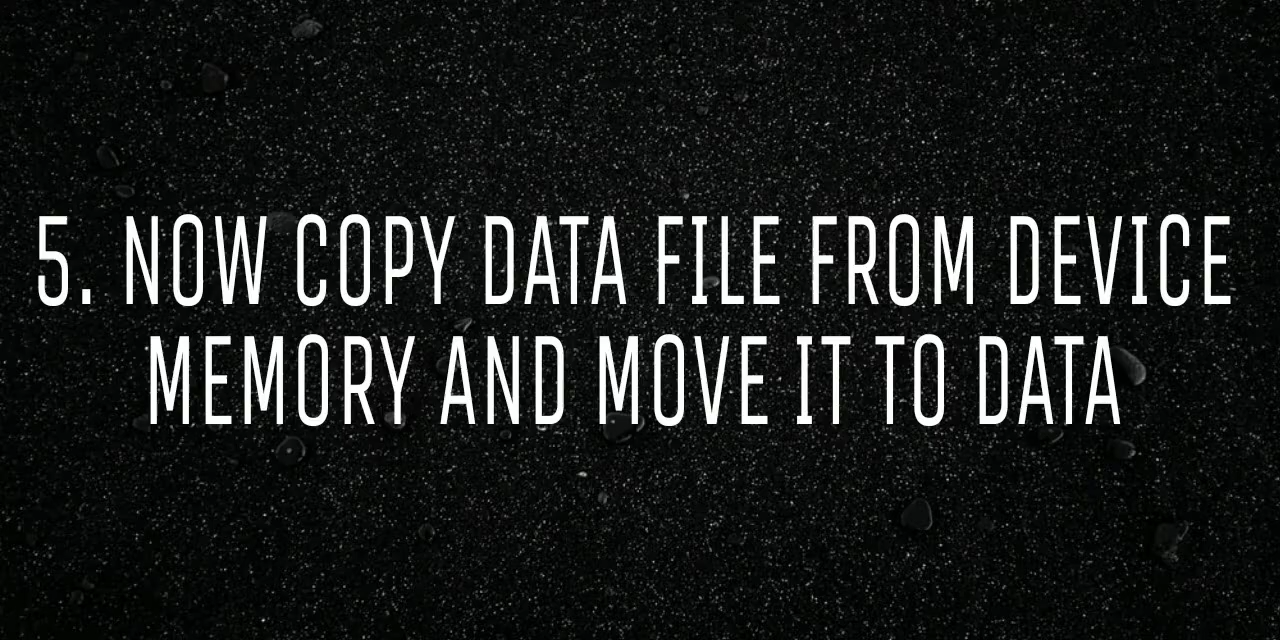 5. NOW COPY DATA FILE FROM DEVICE
MEMORY AND MOVE IT TO DATA